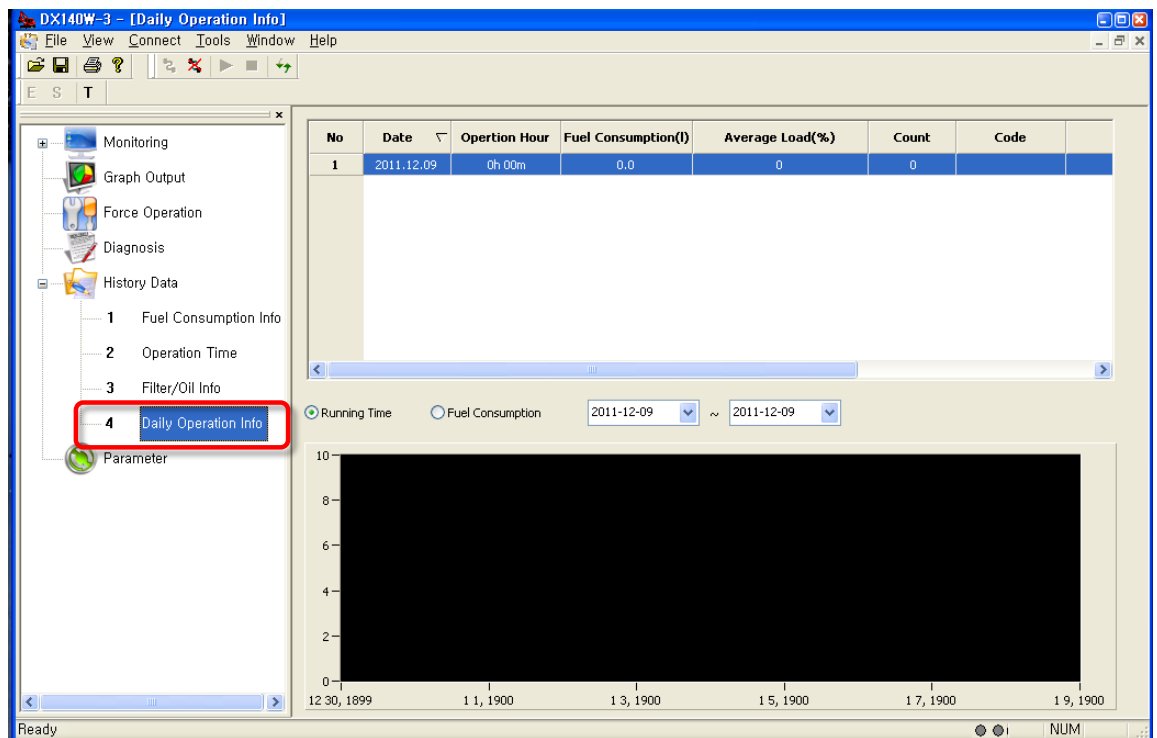 DX140W-3 - [Daily Operation Info]
File View Connect Tools Window Help
E S T
Monitoring
Graph Output
Force Operation
Diagnosis
History Data
1 Fuel Consumption Info
2 Operation Time
3 Filter/Oil Info
4 Daily Operation Info
Parameter
No Date Opertion Hour Fuel Consumption(l) Average Load(%) Count Code
1 2011.12.09 0h 00m 0.0 0 0
Running Time Fuel Consumption 2011-12-09 ~ 2011-12-09
10
8
6
4
2
0
12 30, 1899 1 1, 1900 1 3, 1900 1 5, 1900 1 7, 1900 1 9, 1900
Ready NUM